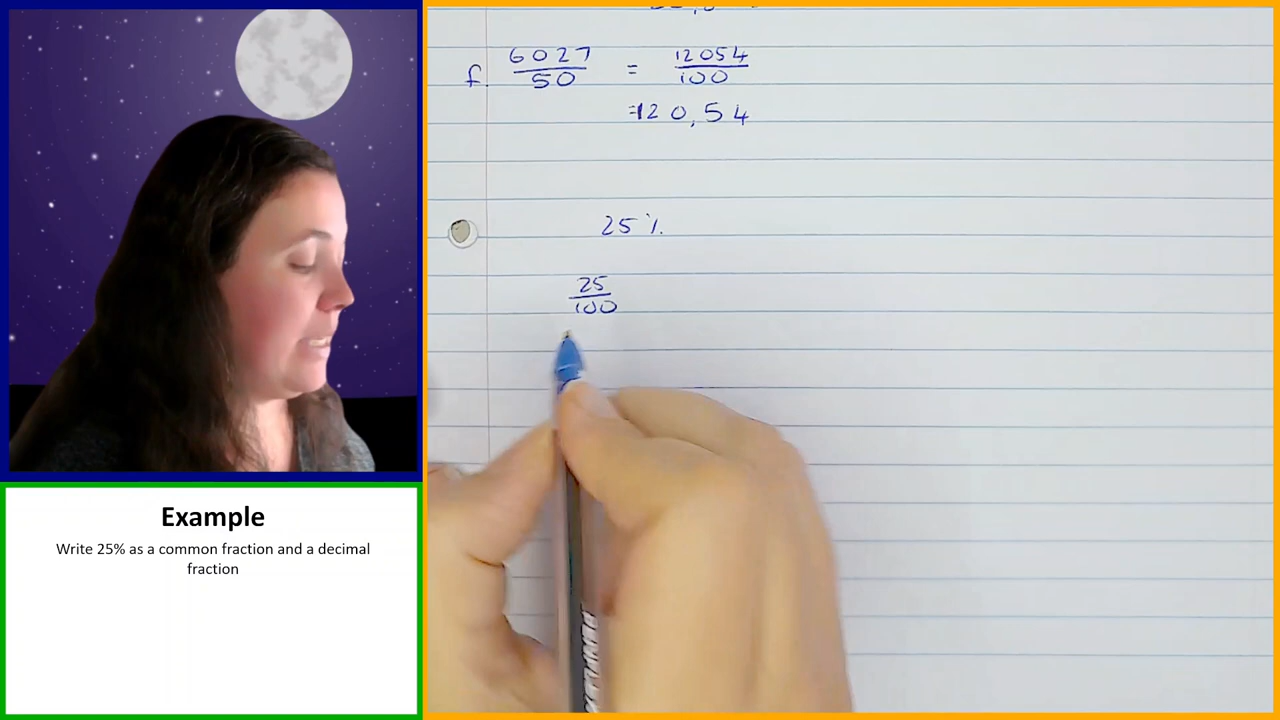 Example
Write 25% as a common fraction and a decimal
fraction
f. 6027/50 = 12054/100
=120,54
25%
25/100